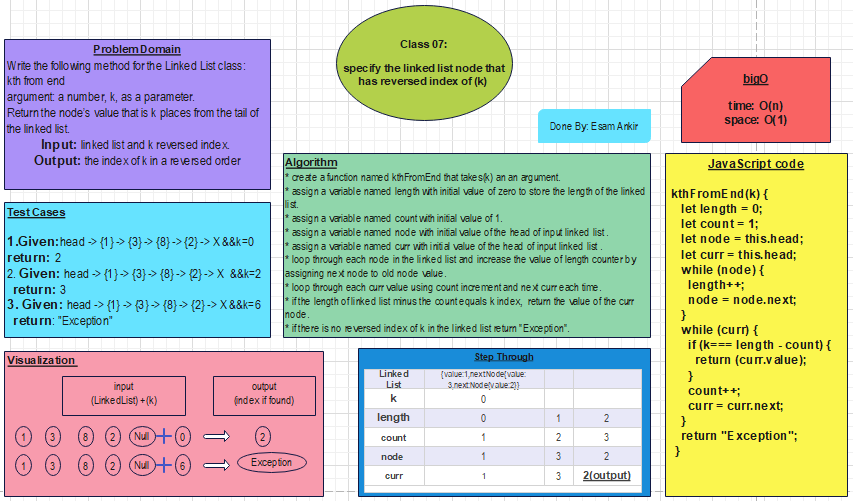 Class 07:
specify the linked list node that
has reversed index of (k)
Problem Domain
Write the following method for the Linked List class:
kth from end
argument: a number, k, as a parameter.
Return the node's value that is k places from the tail of
the linked list.
Input: linked list and k reversed index.
Output: the index of k in a reversed order
bigO
time: O(n)
space: O(1)
Done By: Esam Ankir
Test Cases
1.Given:head -> {1} -> {3} -> {8} -> {2} -> X &&k=0
return: 2
2. Given: head -> {1} -> {3} -> {8} -> {2} -> X &&k=2
return: 3
3. Given: head -> {1} -> {3} -> {8} -> {2} -> X &&k=6
return: "Exception"
Algorithm
* create a function named kthFromEnd that takes(k) an an argument.
* assign a variable named length with initial value of zero to store the length of the linked
list.
* assign a variable named count with initial value of 1.
* assign a variable named node with initial value of the head of input linked list .
* assign a variable named curr with initial value of the head of input linked list .
* loop through each node in the linked list and increase the value of length counter by
assigning next node to old node value.
* loop through each curr value using count increment and next curr each time.
* if the length of linked list minus the count equals k index, return the value of the curr
node.
* if there is no reversed index of k in the linked list return "Exception".
JavaScript code
kthFromEnd(k) {
let length = 0;
let count = 1;
let node = this.head;
let curr = this.head;
while (node) {
length++;
node = node.next;
}
while (curr) {
if (k=== length - count) {
return (curr.value);
}
count++;
curr = curr.next;
}
return "Exception";
}
Visualization
input
(LinkedList) +(k)
output
(index if found)
1 3 8 2 Null + 0 2
1 3 8 2 Null + 6 Exception
Step Through
Linked
List
{value:1,next:Node{value:
3,next:Node{value:2}}
k 0
length 0 1 2
count 1 2 3
node 1 3 2
curr 1 3 2(output)